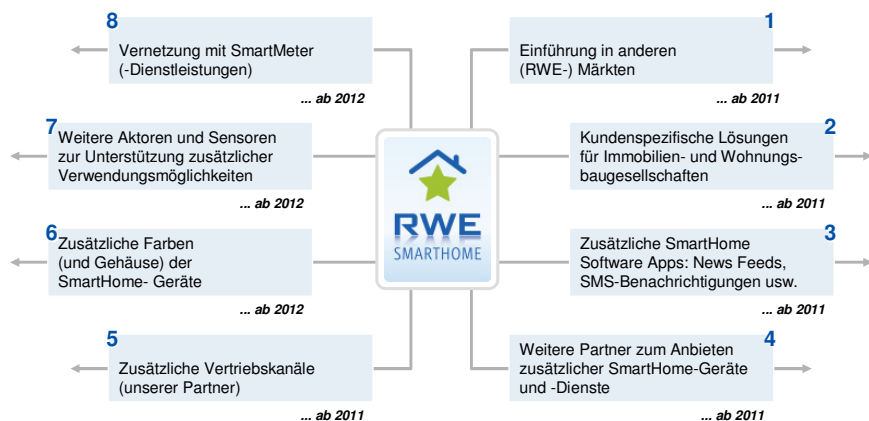 8
Vernetzung mit SmartMeter
(-Dienstleistungen)
... ab 2012
1
Einführung in anderen
(RWE-) Märkten
... ab 2011
7
Weitere Aktoren und Sensoren
zur Unterstützung zusätzlicher
Verwendungsmöglichkeiten
... ab 2012
2
Kundenspezifische Lösungen
für Immobilien- und Wohnungs-
baugesellschaften
... ab 2011
RWE
SMARTHOME
6
Zusätzliche Farben
(und Gehäuse) der
SmartHome- Geräte
... ab 2012
3
Zusätzliche SmartHome
Software Apps: News Feeds,
SMS-Benachrichtigungen usw.
... ab 2011
5
Zusätzliche Vertriebskanäle
(unserer Partner)
... ab 2011
4
Weitere Partner zum Anbieten
zusätzlicher SmartHome-Geräte
und -Dienste
... ab 2011